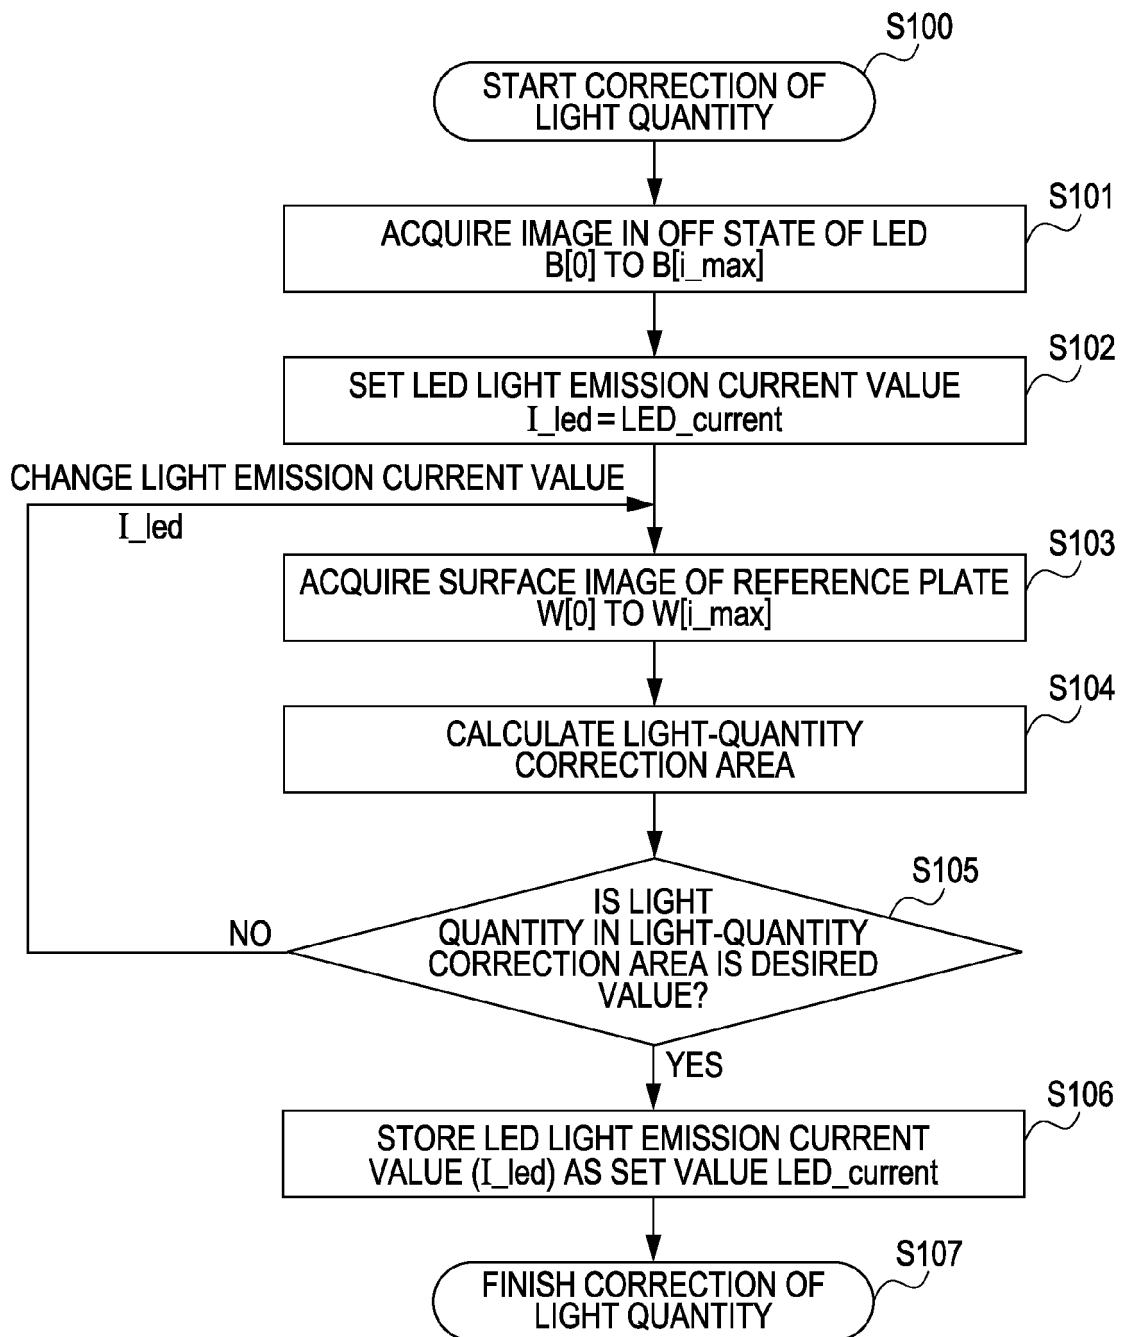 S100
START CORRECTION OF
LIGHT QUANTITY
S101
ACQUIRE IMAGE IN OFF STATE OF LED
B[0] TO B[i_max]
S102
SET LED LIGHT EMISSION CURRENT VALUE
I_led = LED_current
CHANGE LIGHT EMISSION CURRENT VALUE
I_led
S103
ACQUIRE SURFACE IMAGE OF REFERENCE PLATE
W[0] TO W[i_max]
S104
CALCULATE LIGHT-QUANTITY
CORRECTION AREA
S105
IS LIGHT
QUANTITY IN LIGHT-QUANTITY
CORRECTION AREA IS DESIRED
VALUE?
NO
YES
S106
STORE LED LIGHT EMISSION CURRENT
VALUE (I_led) AS SET VALUE LED_current
S107
FINISH CORRECTION OF
LIGHT QUANTITY